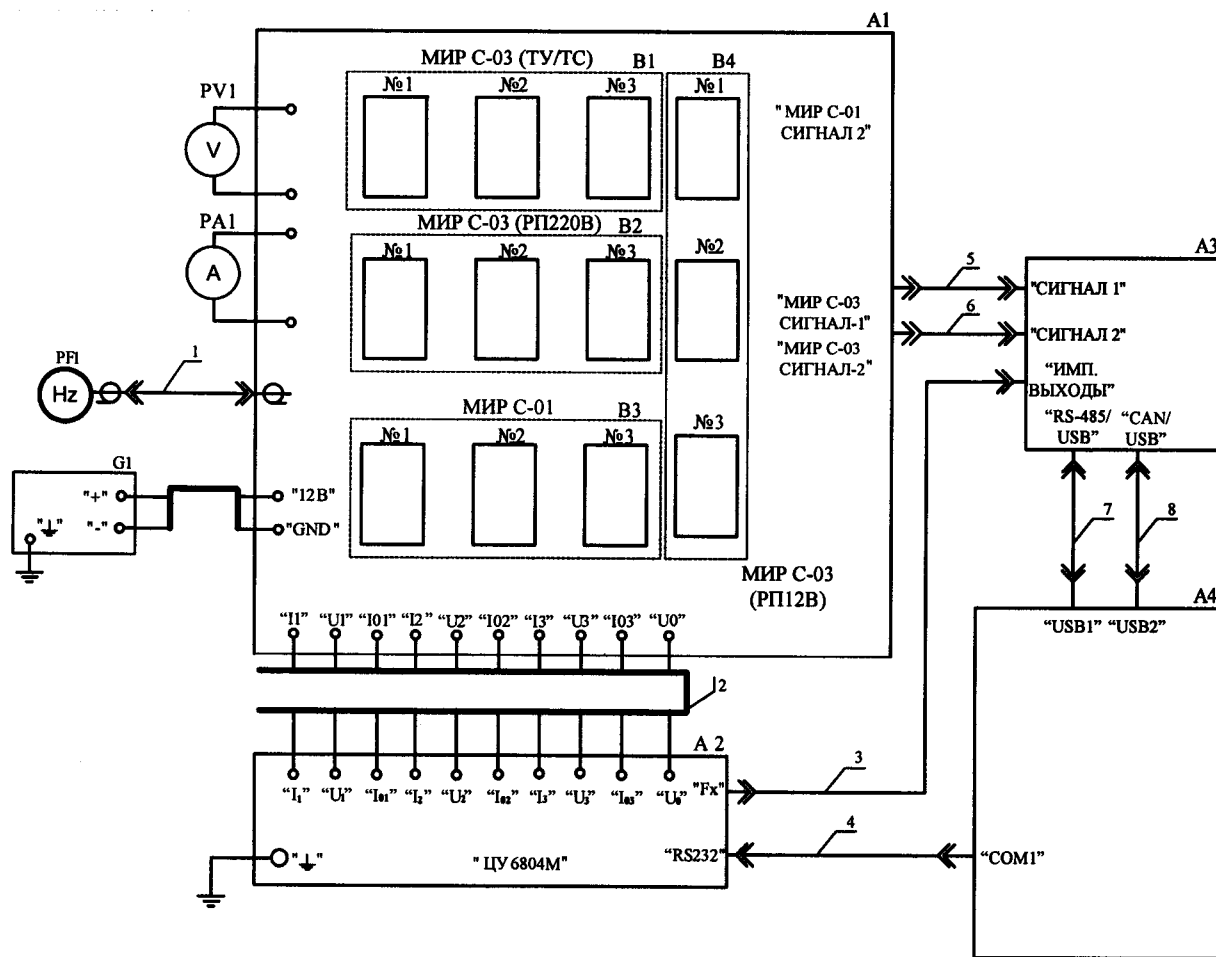 A1
МИР С-03 (ТУ/ТС) B1 B4
№1 №2 №3 №1
PV1
V
"МИР С-01
СИГНАЛ 2"
МИР С-03 (РП220В) B2
PA1
A
№1 №2 №3 №2
A3
5
"СИГНАЛ 1"
"МИР С-03
СИГНАЛ-1"
6
"СИГНАЛ 2"
"МИР С-03
СИГНАЛ-2"
PF1
Hz
1
“ИМП.
ВЫХОДЫ”
МИР С-01 B3
№1 №2 №3 №3
“RS-485/
USB”
“CAN/
USB”
G1
"+"
"-"
"⏚"
"12В"
"GND"
7 8
МИР С-03
(РП12В)
A4
“I1” “U1” “I01” “I2” “U2” “I02” “I3” “U3” “I03” “U0”
“USB1” “USB2”
2
A 2
“I₁” “U₁” “I₀₁” “I₂” “U₂” “I₀₂” “I₃” “U₃” “I₀₃” “U₀”
"Fx"
3
"⏚"
" ЦУ 6804М"
“RS232”
4
“COM1”